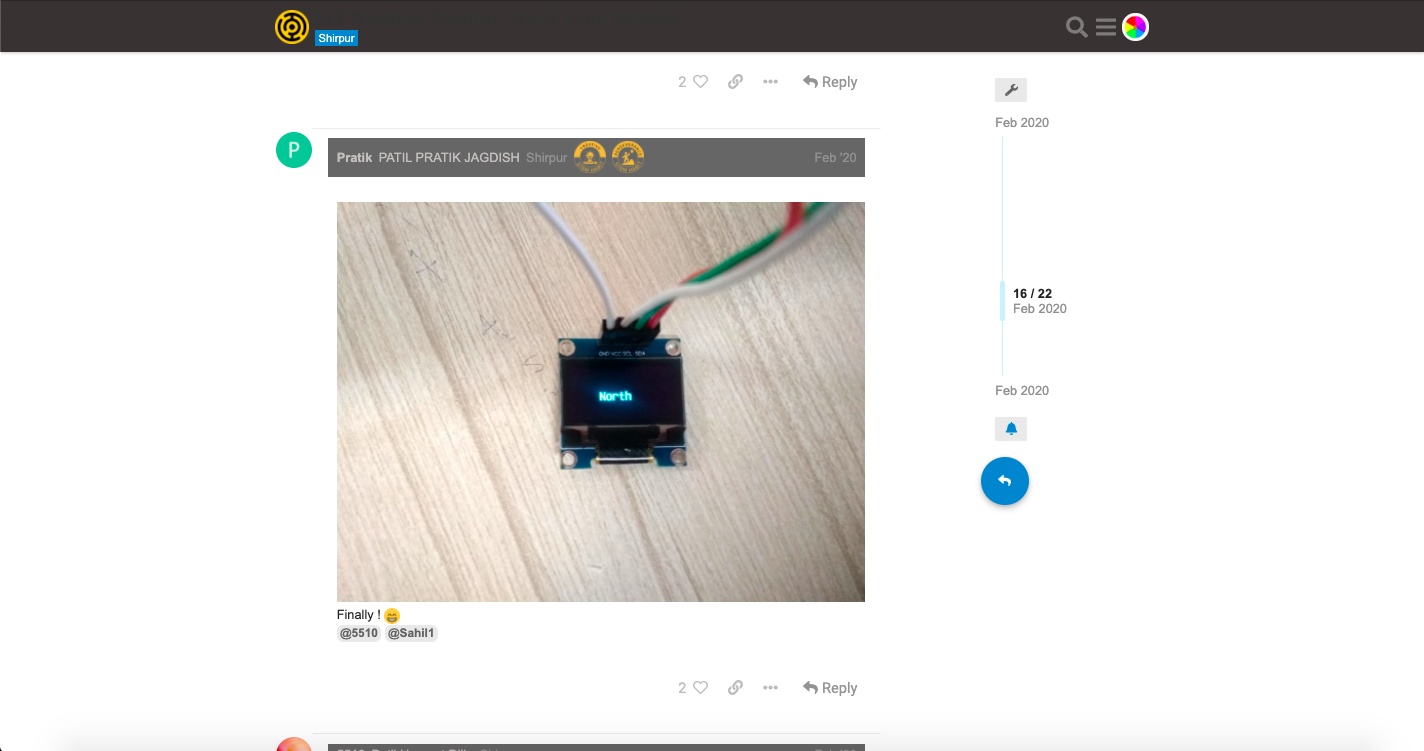 Shirpur
2
Reply
Feb 2020
P
Pratik PATIL PRATIK JAGDISH Shirpur Feb '20
GND VCC SCL SDA
North
16 / 22
Feb 2020
Feb 2020
Finally !
@5510 @Sahil1
2
Reply